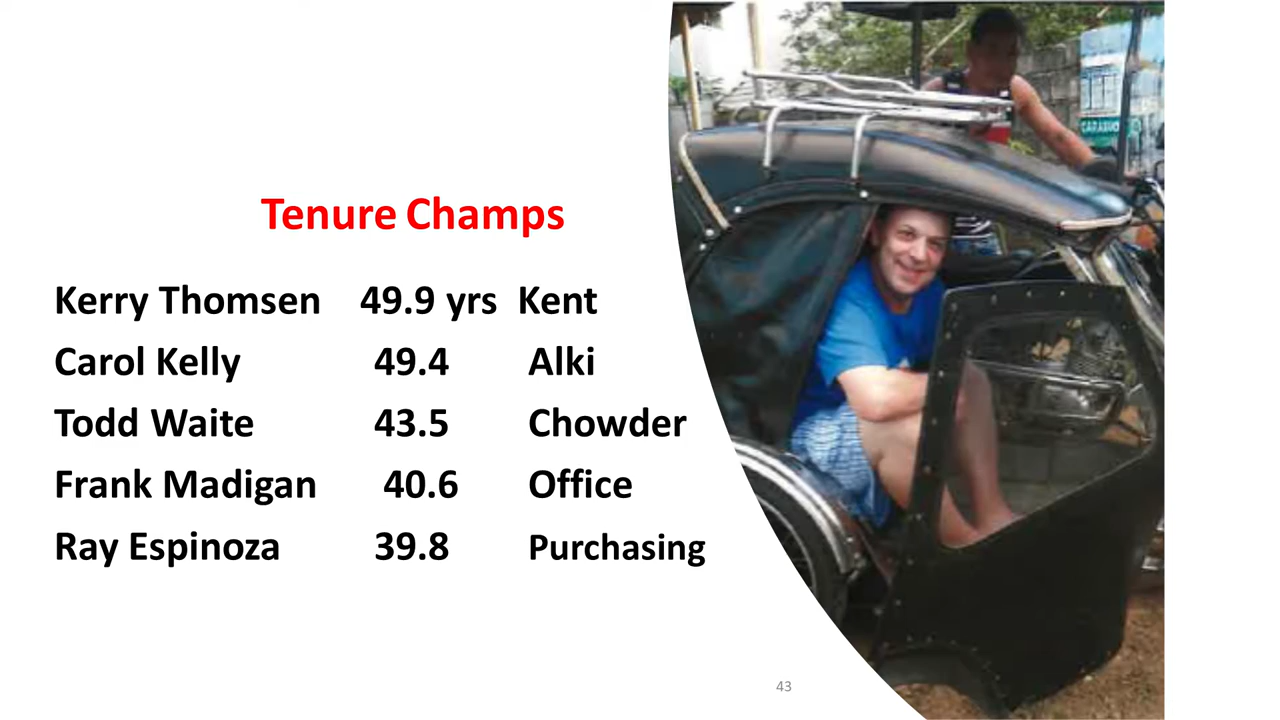 Tenure Champs
Kerry Thomsen 49.9 yrs Kent
Carol Kelly 49.4 Alki
Todd Waite 43.5 Chowder
Frank Madigan 40.6 Office
Ray Espinoza 39.8 Purchasing
43